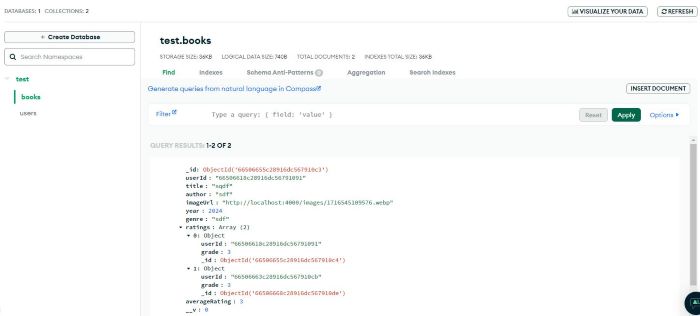 DATABASES: 1 COLLECTIONS: 2
VISUALIZE YOUR DATA
REFRESH
+ Create Database
Search Namespaces
test
books
users
test.books
STORAGE SIZE: 36KB LOGICAL DATA SIZE: 740B TOTAL DOCUMENTS: 2 INDEXES TOTAL SIZE: 36KB
Find Indexes Schema Anti-Patterns 0 Aggregation Search Indexes
Generate queries from natural language in Compass
INSERT DOCUMENT
Filter Type a query: { field: 'value' } Reset Apply Options
QUERY RESULTS: 1-2 OF 2
_id: ObjectId('66506655c28916dc567910c3')
userId: "66506618c28916dc56791091"
title: "sqdf"
author: "sdf"
imageUrl: "http://localhost:4000/images/1716545109576.webp"
year: 2024
genre: "sdf"
ratings: Array (2)
0: Object
userId: "66506618c28916dc56791091"
grade: 3
_id: ObjectId('66506655c28916dc567910c4')
1: Object
userId: "66506663c28916dc567910cb"
grade: 3
_id: ObjectId('66506668c28916dc567910de')
averageRating: 3
__v: 0